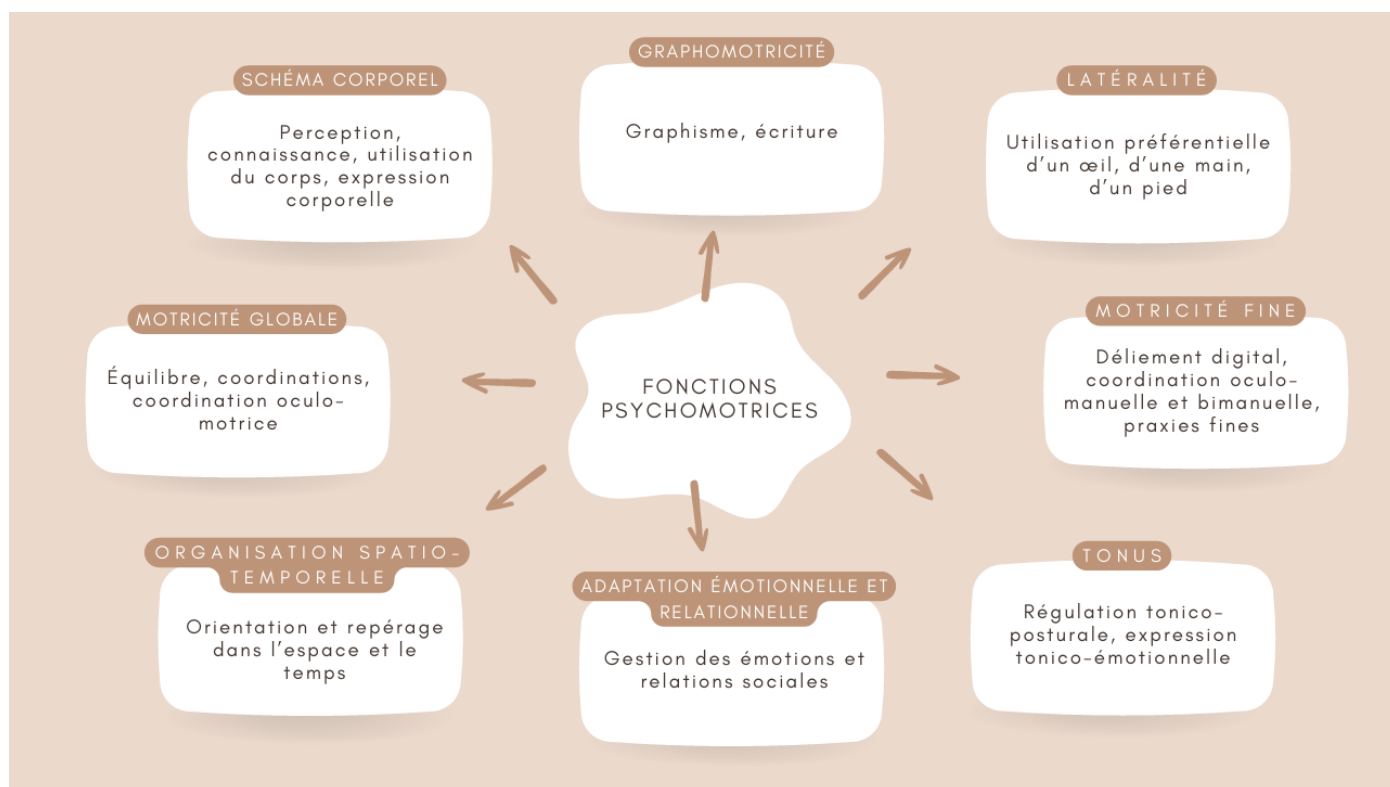 SCHÉMA CORPOREL
Perception,
connaissance, utilisation
du corps, expression
corporelle
GRAPHOMOTRICITÉ
Graphisme, écriture
LATÉRALITÉ
Utilisation préférentielle
d’un œil, d’une main,
d’un pied
MOTRICITÉ GLOBALE
Équilibre, coordinations,
coordination oculo-
motrice
FONCTIONS
PSYCHOMOTRICES
MOTRICITÉ FINE
Déliement digital,
coordination oculo-
manuelle et bimanuelle,
praxies fines
ORGANISATION SPATIO-
TEMPORELLE
Orientation et repérage
dans l’espace et le
temps
ADAPTATION ÉMOTIONNELLE ET
RELATIONNELLE
Gestion des émotions et
relations sociales
TONUS
Régulation tonico-
posturale, expression
tonico-émotionnelle